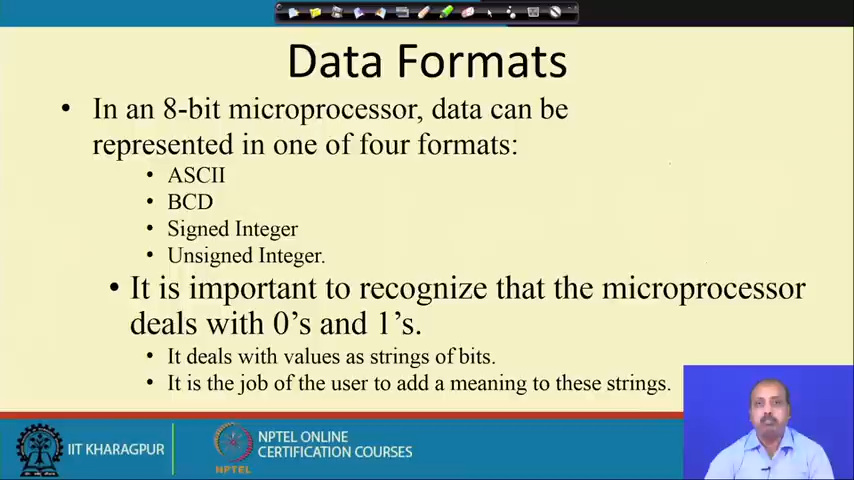 Data Formats
• In an 8-bit microprocessor, data can be
represented in one of four formats:
• ASCII
• BCD
• Signed Integer
• Unsigned Integer.
• It is important to recognize that the microprocessor
deals with 0’s and 1’s.
• It deals with values as strings of bits.
• It is the job of the user to add a meaning to these strings.
IIT KHARAGPUR
NPTEL
NPTEL ONLINE
CERTIFICATION COURSES